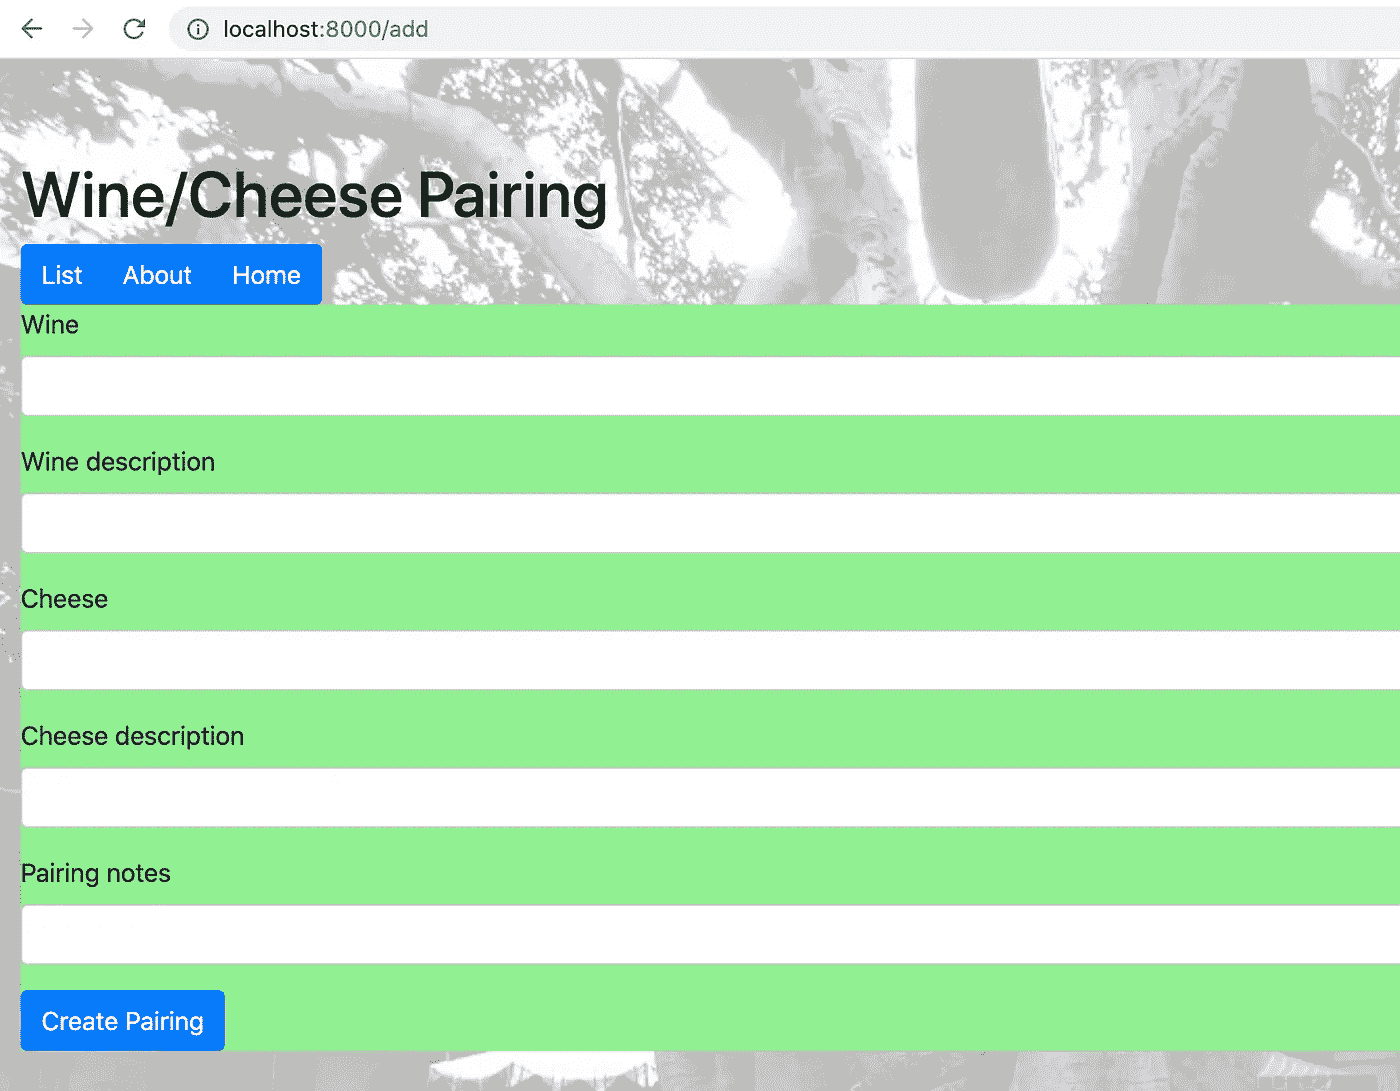 localhost:8000/add
Wine/Cheese Pairing
List About Home
Wine
Wine description
Cheese
Cheese description
Pairing notes
Create Pairing